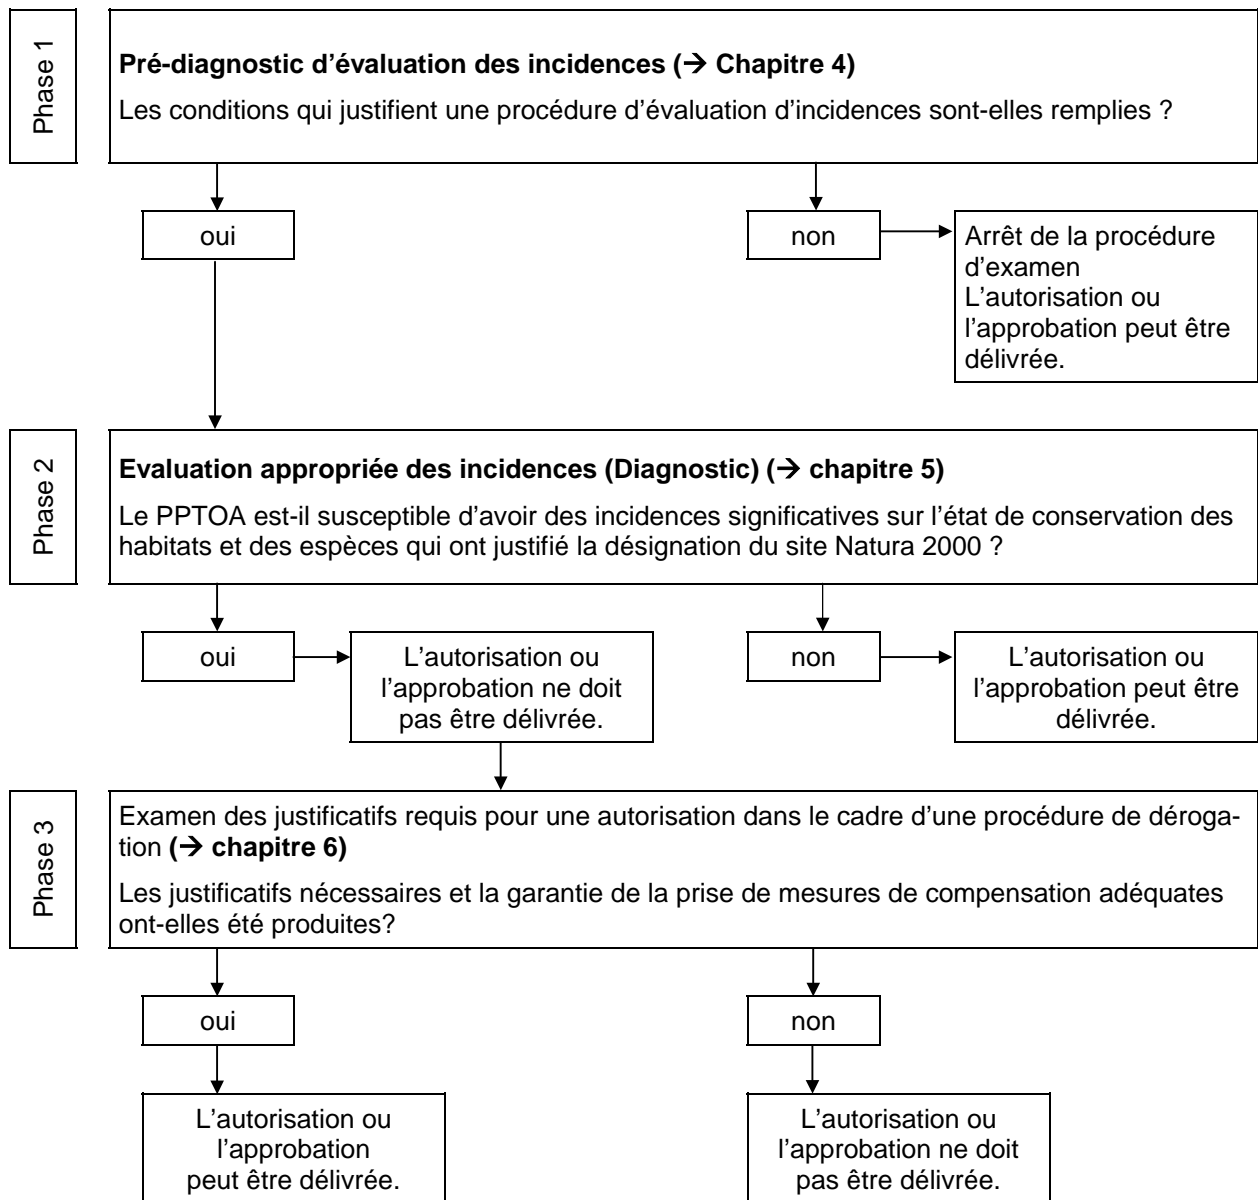 Phase 1
Pré-diagnostic d’évaluation des incidences (→ Chapitre 4)
Les conditions qui justifient une procédure d’évaluation d’incidences sont-elles remplies ?
oui
non
Arrêt de la procédure
d’examen
L’autorisation ou
l’approbation peut être
délivrée.
Phase 2
Evaluation appropriée des incidences (Diagnostic) (→ chapitre 5)
Le PPTOA est-il susceptible d’avoir des incidences significatives sur l’état de conservation des
habitats et des espèces qui ont justifié la désignation du site Natura 2000 ?
oui
L’autorisation ou
l’approbation ne doit
pas être délivrée.
non
L’autorisation ou
l’approbation peut être
délivrée.
Phase 3
Examen des justificatifs requis pour une autorisation dans le cadre d’une procédure de déroga-
tion (→ chapitre 6)
Les justificatifs nécessaires et la garantie de la prise de mesures de compensation adéquates
ont-elles été produites?
oui
non
L’autorisation ou
l’approbation
peut être délivrée.
L’autorisation ou
l’approbation ne doit
pas être délivrée.